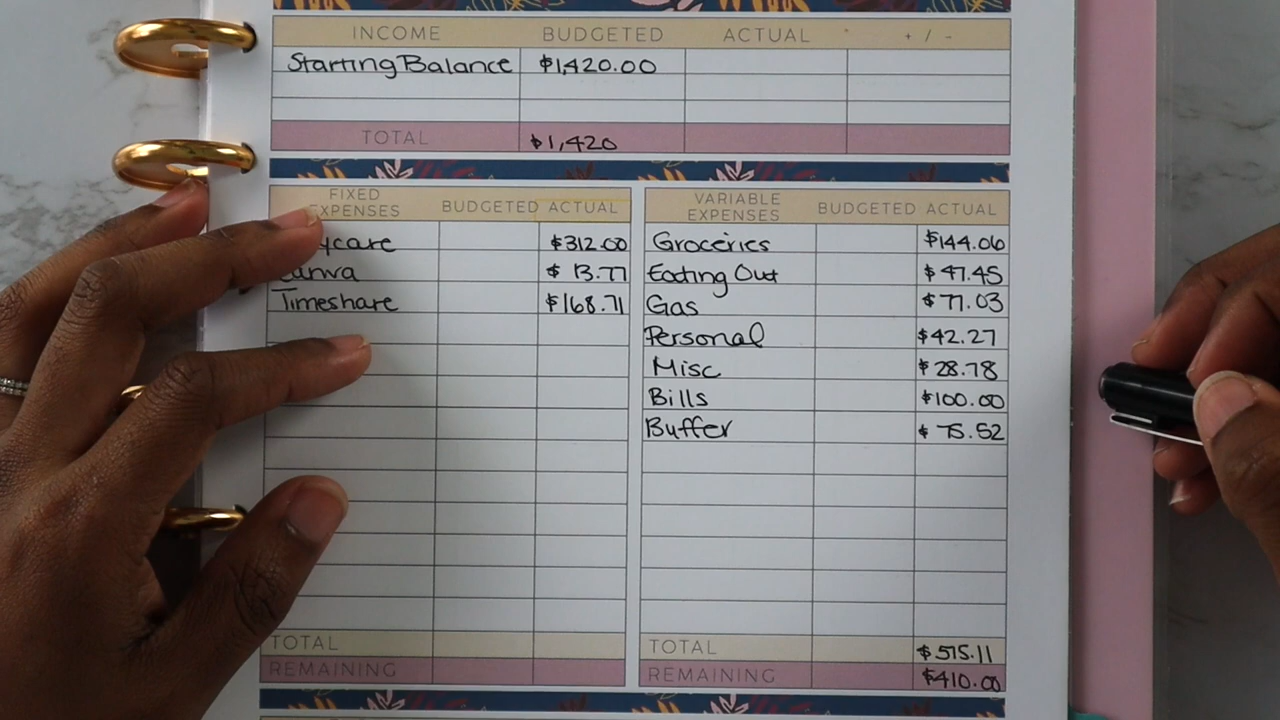 INCOME BUDGETED ACTUAL + / -
Starting Balance $1,420.00
TOTAL $1,420
FIXED EXPENSES BUDGETED ACTUAL
ycare $312.00
Canva $ 13.77
Timeshare $168.71
TOTAL
REMAINING
VARIABLE EXPENSES BUDGETED ACTUAL
Groceries $144.06
Eating Out $47.45
Gas $77.03
Personal $42.27
Misc $28.78
Bills $100.00
Buffer $75.52
TOTAL $515.11
REMAINING $410.00